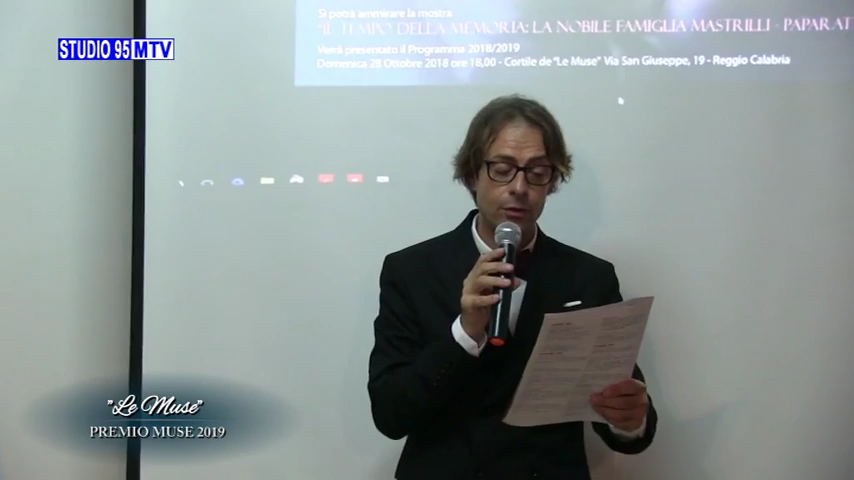 Si potrà ammirare la mostra
"IL TEMPO DELLA MEMORIA: LA NOBILE FAMIGLIA MASTRILLI - PAPARAT
Verrà presentato il Programma 2018/2019
Domenica 28 Ottobre 2018 ore 18,00 - Cortile de "Le Muse" Via San Giuseppe, 19 - Reggio Calabria
STUDIO 95 MTV
"Le Muse"
PREMIO MUSE 2019